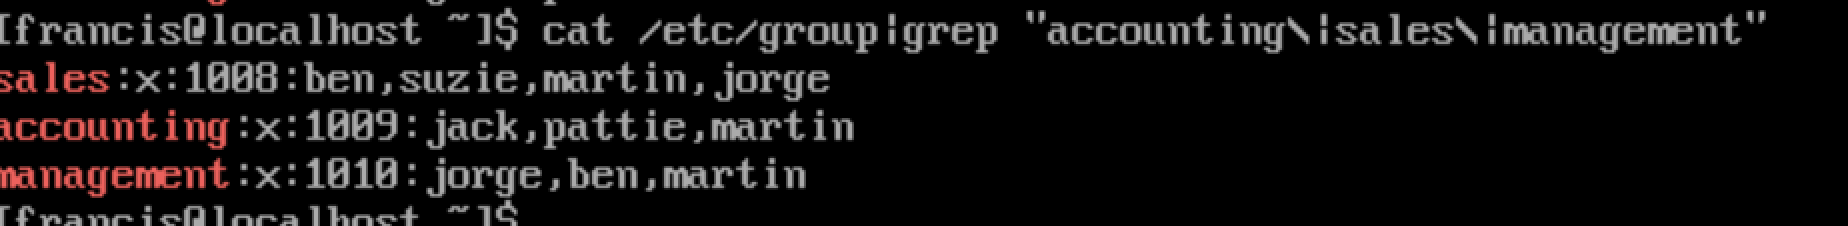 [francis@localhost ~]$ cat /etc/group|grep "accounting\|sales\|management"
sales:x:1008:ben,suzie,martin,jorge
accounting:x:1009:jack,pattie,martin
management:x:1010:jorge,ben,martin
[francis@localhost ~]$